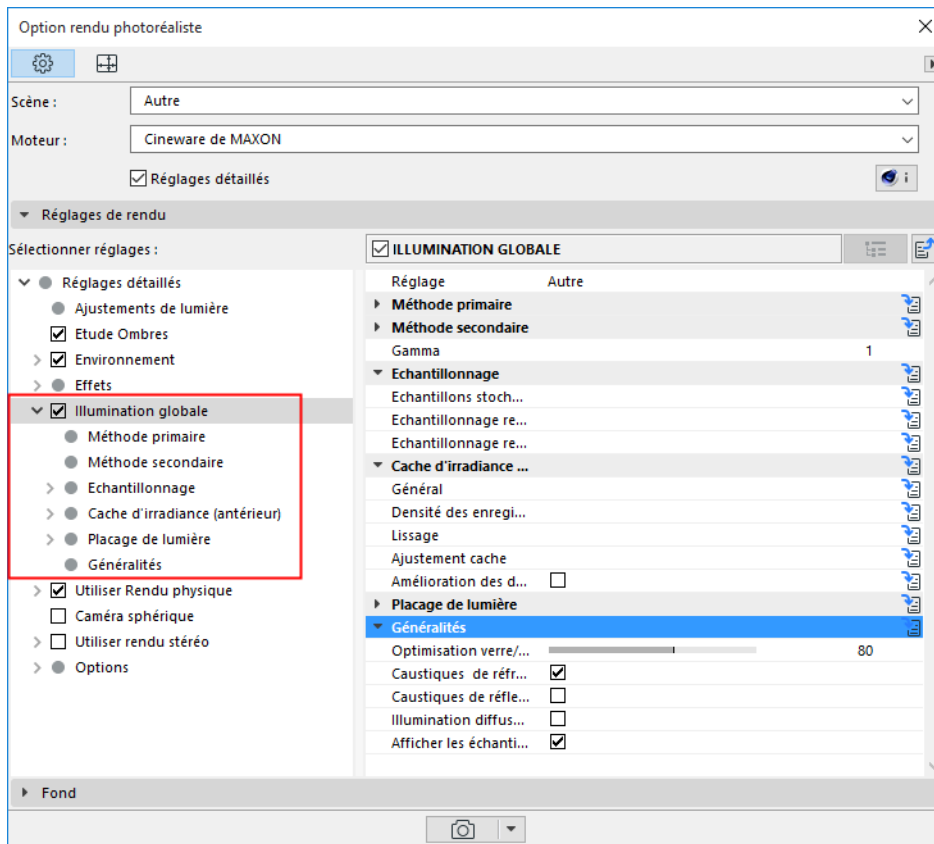 Option rendu photoréaliste
Scène :
Autre
Moteur :
Cineware de MAXON
Réglages détaillés
i
Réglages de rendu
Sélectionner réglages :
Réglages détaillés
Ajustements de lumière
Etude Ombres
Environnement
Effets
Illumination globale
Méthode primaire
Méthode secondaire
Echantillonnage
Cache d'irradiance (antérieur)
Placage de lumière
Généralités
Utiliser Rendu physique
Caméra sphérique
Utiliser rendu stéréo
Options
ILLUMINATION GLOBALE
Réglage Autre
Méthode primaire
Méthode secondaire
Gamma 1
Echantillonnage
Echantillons stoch...
Echantillonnage re...
Echantillonnage re...
Cache d'irradiance ...
Général
Densité des enregi...
Lissage
Ajustement cache
Amélioration des d...
Placage de lumière
Généralités
Optimisation verre/... 80
Caustiques de réfr...
Caustiques de réfle...
Illumination diffus...
Afficher les échanti...
Fond